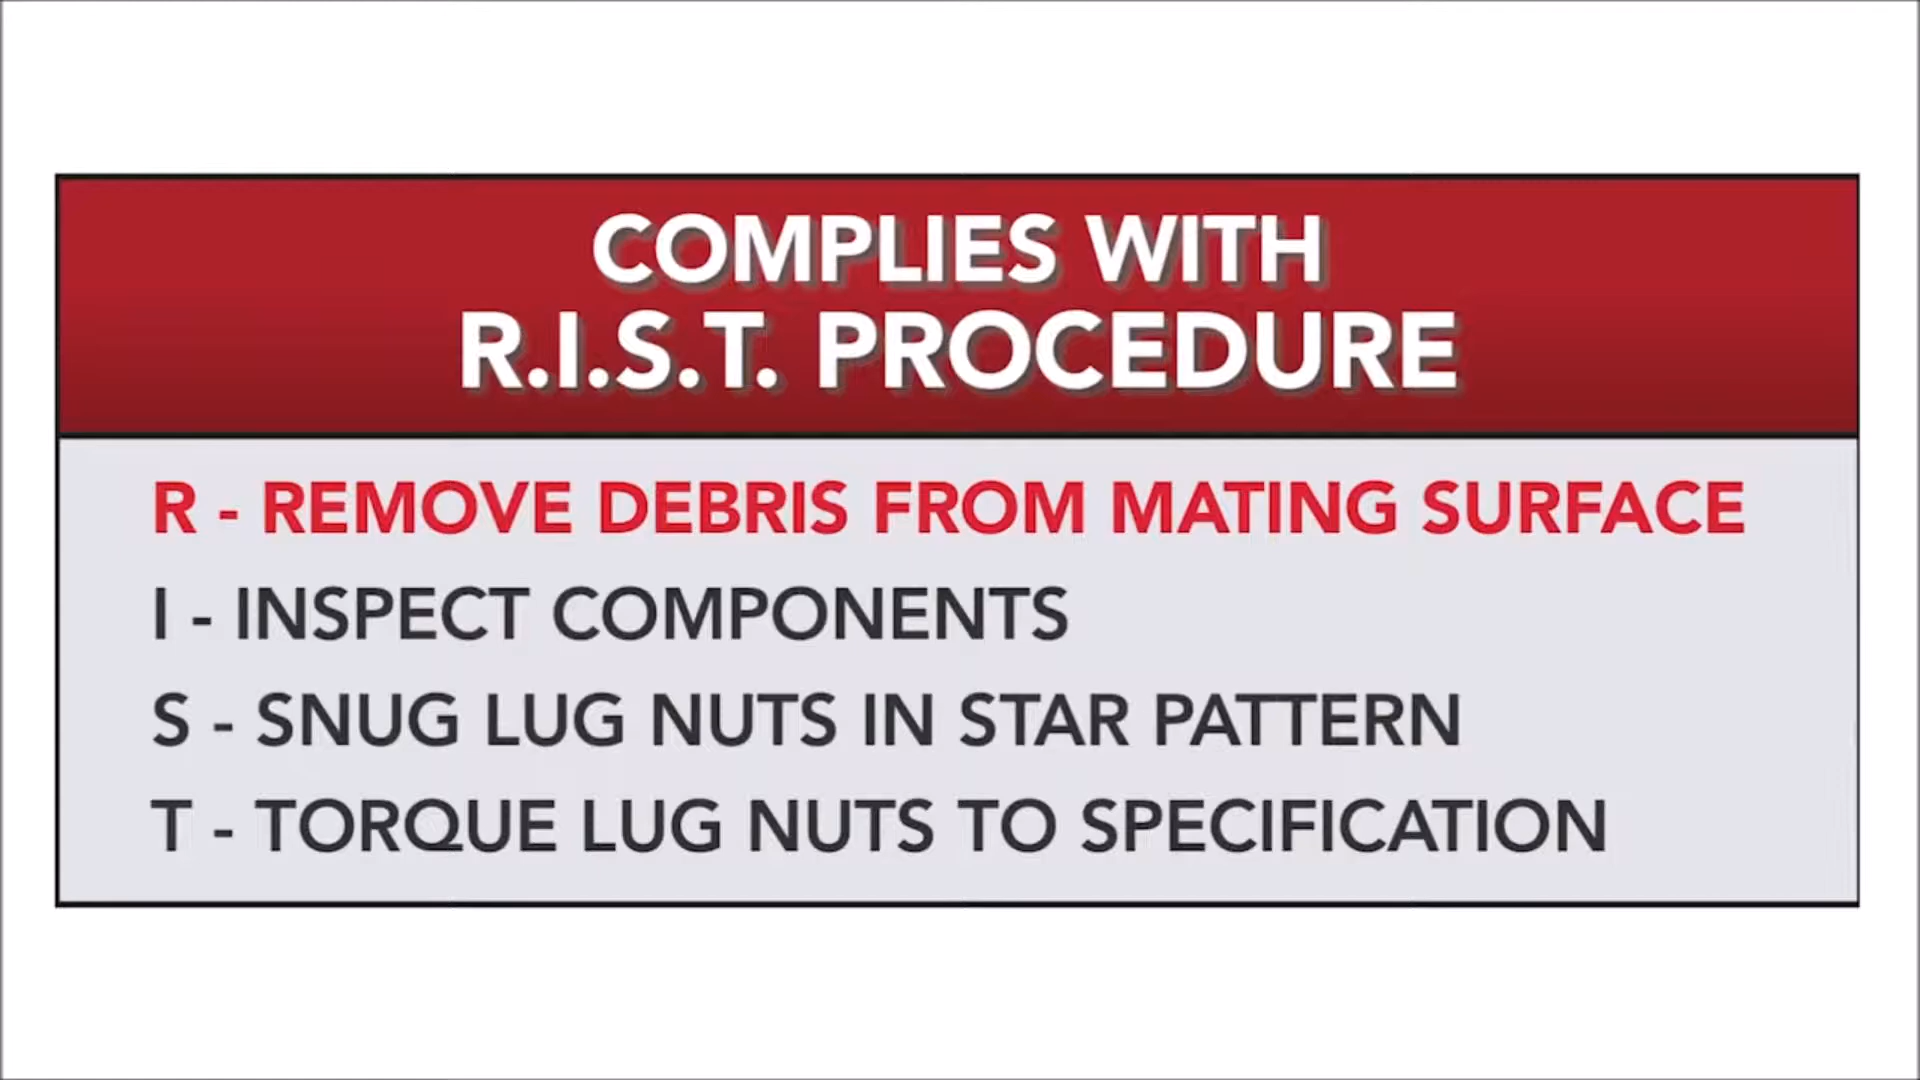 COMPLIES WITH
R.I.S.T. PROCEDURE
R - REMOVE DEBRIS FROM MATING SURFACE
I - INSPECT COMPONENTS
S - SNUG LUG NUTS IN STAR PATTERN
T - TORQUE LUG NUTS TO SPECIFICATION